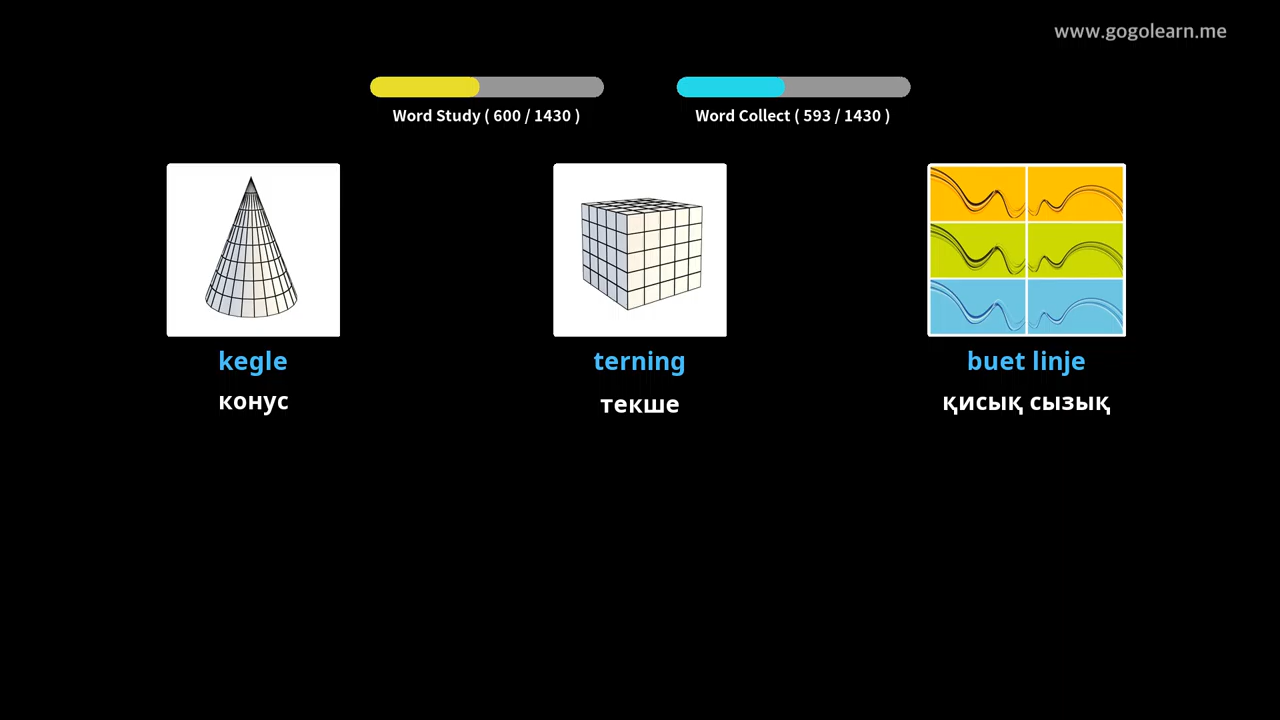 www.gogolearn.me
Word Study ( 600 / 1430 )
Word Collect ( 593 / 1430 )
kegle
terning
buet linje
конус
текше
қисық сызық